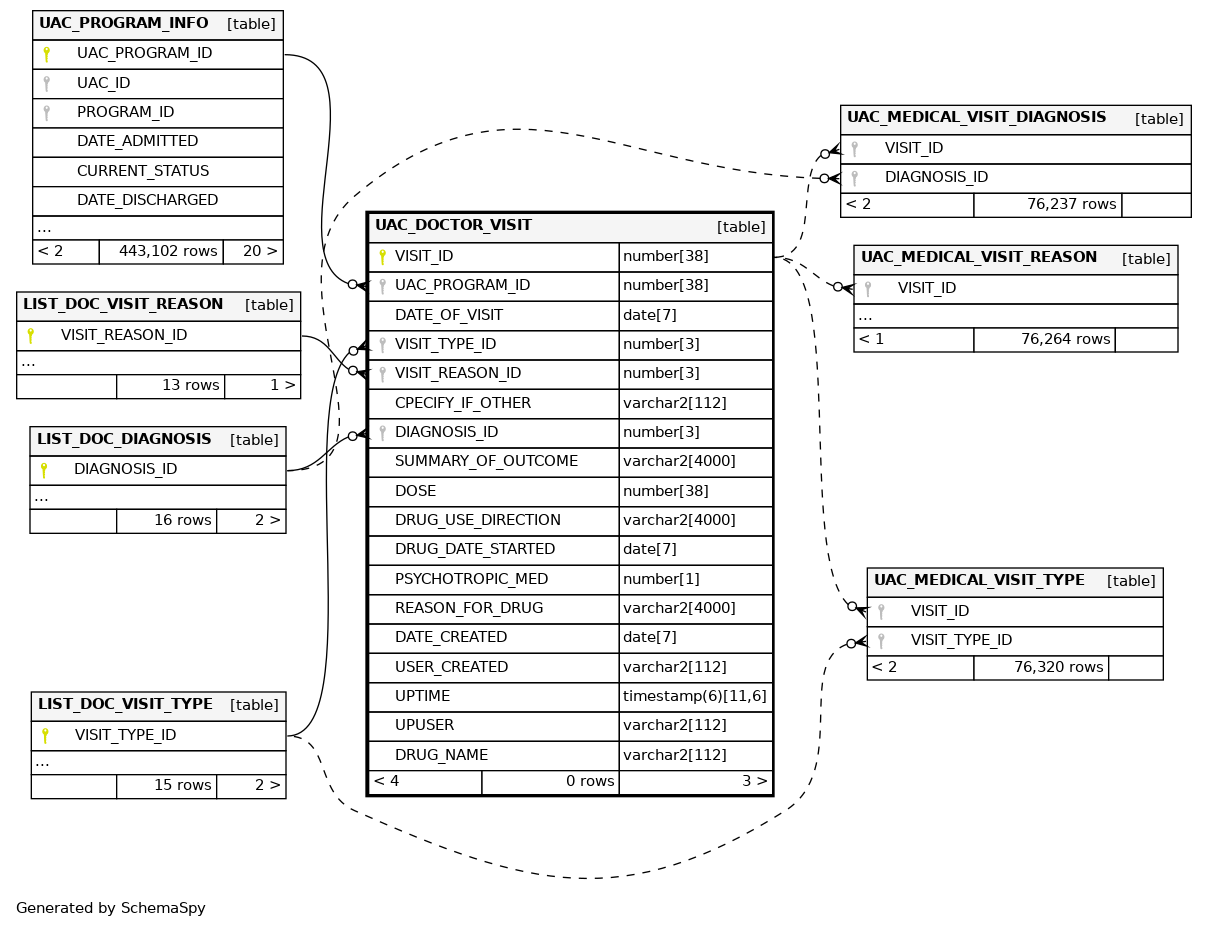 UAC_PROGRAM_INFO [table]
UAC_PROGRAM_ID
UAC_ID
PROGRAM_ID
DATE_ADMITTED
CURRENT_STATUS
DATE_DISCHARGED
...
< 2 443,102 rows 20 >
LIST_DOC_VISIT_REASON [table]
VISIT_REASON_ID
...
13 rows 1 >
LIST_DOC_DIAGNOSIS [table]
DIAGNOSIS_ID
...
16 rows 2 >
LIST_DOC_VISIT_TYPE [table]
VISIT_TYPE_ID
...
15 rows 2 >
UAC_DOCTOR_VISIT [table]
VISIT_ID number[38]
UAC_PROGRAM_ID number[38]
DATE_OF_VISIT date[7]
VISIT_TYPE_ID number[3]
VISIT_REASON_ID number[3]
CPECIFY_IF_OTHER varchar2[112]
DIAGNOSIS_ID number[3]
SUMMARY_OF_OUTCOME varchar2[4000]
DOSE number[38]
DRUG_USE_DIRECTION varchar2[4000]
DRUG_DATE_STARTED date[7]
PSYCHOTROPIC_MED number[1]
REASON_FOR_DRUG varchar2[4000]
DATE_CREATED date[7]
USER_CREATED varchar2[112]
UPTIME timestamp(6)[11,6]
UPUSER varchar2[112]
DRUG_NAME varchar2[112]
< 4 0 rows 3 >
UAC_MEDICAL_VISIT_DIAGNOSIS [table]
VISIT_ID
DIAGNOSIS_ID
< 2 76,237 rows
UAC_MEDICAL_VISIT_REASON [table]
VISIT_ID
...
< 1 76,264 rows
UAC_MEDICAL_VISIT_TYPE [table]
VISIT_ID
VISIT_TYPE_ID
< 2 76,320 rows
Generated by SchemaSpy